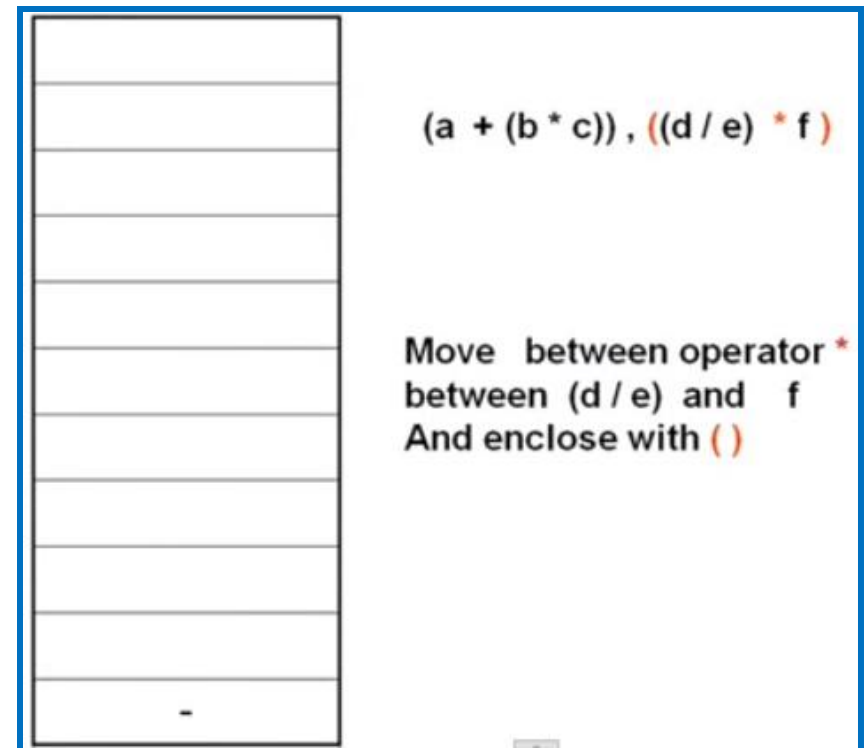 (a + (b * c)) , ((d / e) * f )
Move between operator *
between (d / e) and f
And enclose with ( )
-